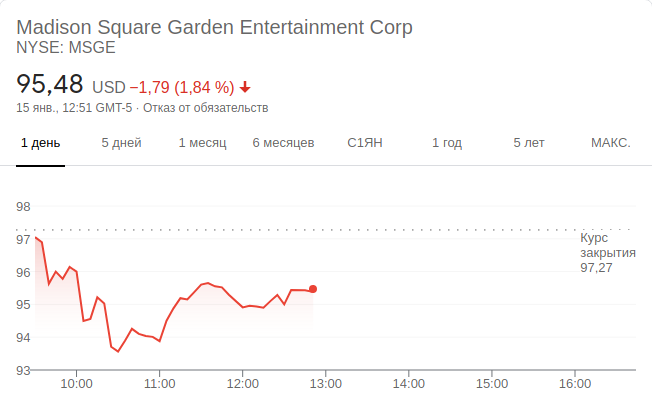 Madison Square Garden Entertainment Corp
NYSE: MSGE
95,48 USD −1,79 (1,84 %)
15 янв., 12:51 GMT-5 · Отказ от обязательств
1 день 5 дней 1 месяц 6 месяцев С1ЯН 1 год 5 лет МАКС.
98
97
96
95
94
93
Курс
закрытия
97,27
10:00 11:00 12:00 13:00 14:00 15:00 16:00